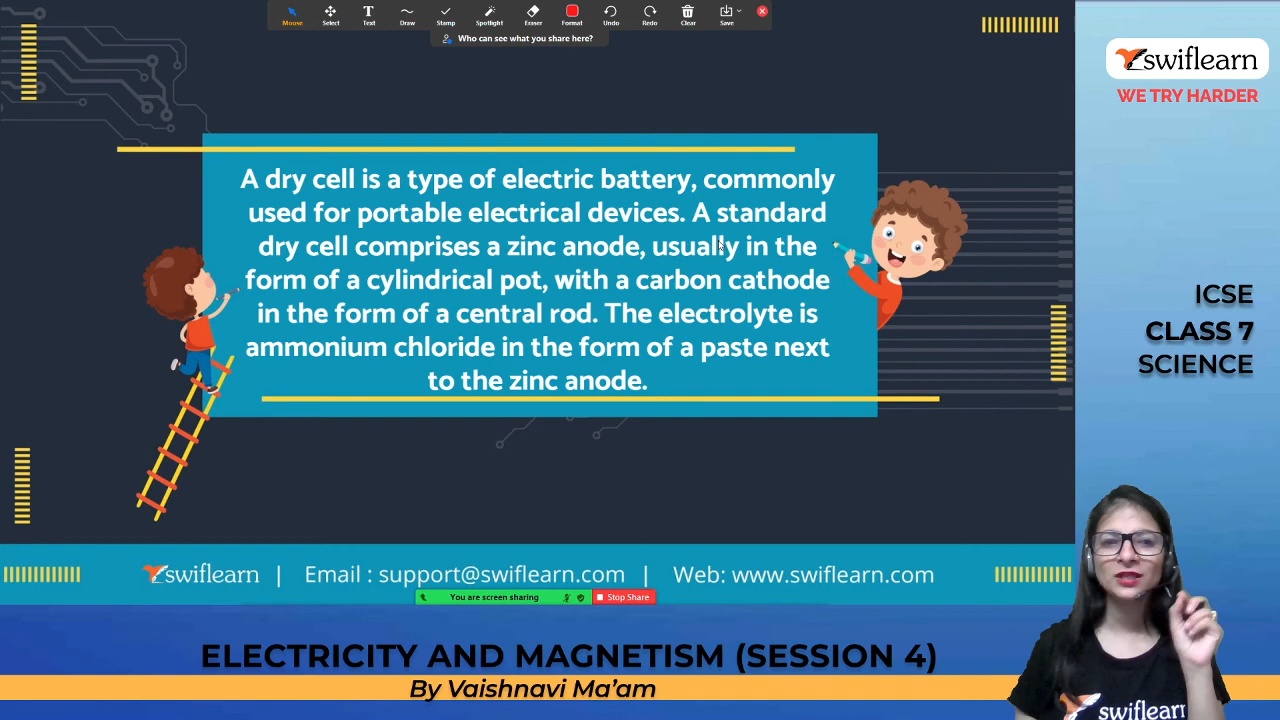 Mouse Select Text Draw Stamp Spotlight Eraser Format Undo Redo Clear Save
Who can see what you share here?
swiflearn
WE TRY HARDER
A dry cell is a type of electric battery, commonly
used for portable electrical devices. A standard
dry cell comprises a zinc anode, usually in the
form of a cylindrical pot, with a carbon cathode
in the form of a central rod. The electrolyte is
ammonium chloride in the form of a paste next
to the zinc anode.
ICSE
CLASS 7
SCIENCE
swiflearn | Email : support@swiflearn.com | Web: www.swiflearn.com
You are screen sharing Stop Share
ELECTRICITY AND MAGNETISM (SESSION 4)
By Vaishnavi Ma’am
swiflearn